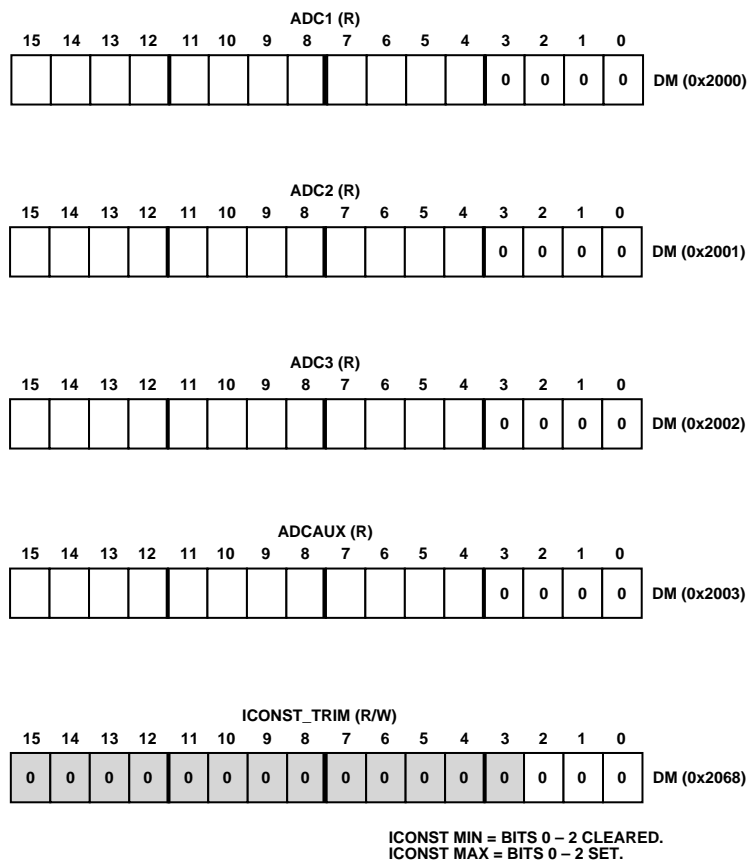 ADC1 (R)
15 14 13 12 11 10 9 8 7 6 5 4 3 2 1 0
0 0 0 0 DM (0x2000)
ADC2 (R)
15 14 13 12 11 10 9 8 7 6 5 4 3 2 1 0
0 0 0 0 DM (0x2001)
ADC3 (R)
15 14 13 12 11 10 9 8 7 6 5 4 3 2 1 0
0 0 0 0 DM (0x2002)
ADCAUX (R)
15 14 13 12 11 10 9 8 7 6 5 4 3 2 1 0
0 0 0 0 DM (0x2003)
ICONST_TRIM (R/W)
15 14 13 12 11 10 9 8 7 6 5 4 3 2 1 0
0 0 0 0 0 0 0 0 0 0 0 0 0 0 0 0 DM (0x2068)
ICONST MIN = BITS 0 – 2 CLEARED.
ICONST MAX = BITS 0 – 2 SET.